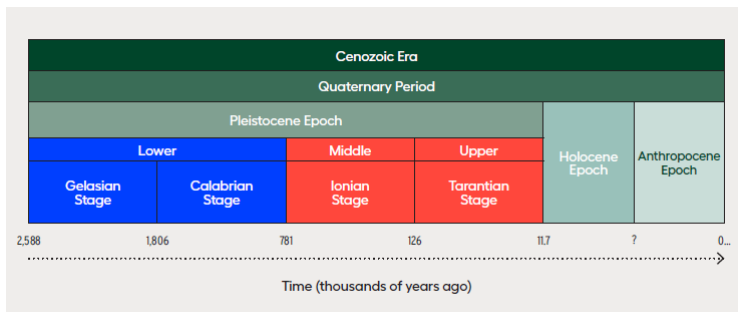 Cenozoic Era
Quaternary Period
Pleistocene Epoch
Lower
Middle
Upper
Holocene
Epoch
Anthropocene
Epoch
Gelasian
Stage
Calabrian
Stage
Ionian
Stage
Tarantian
Stage
2,588
1,806
781
126
11.7
?
0...
Time (thousands of years ago)